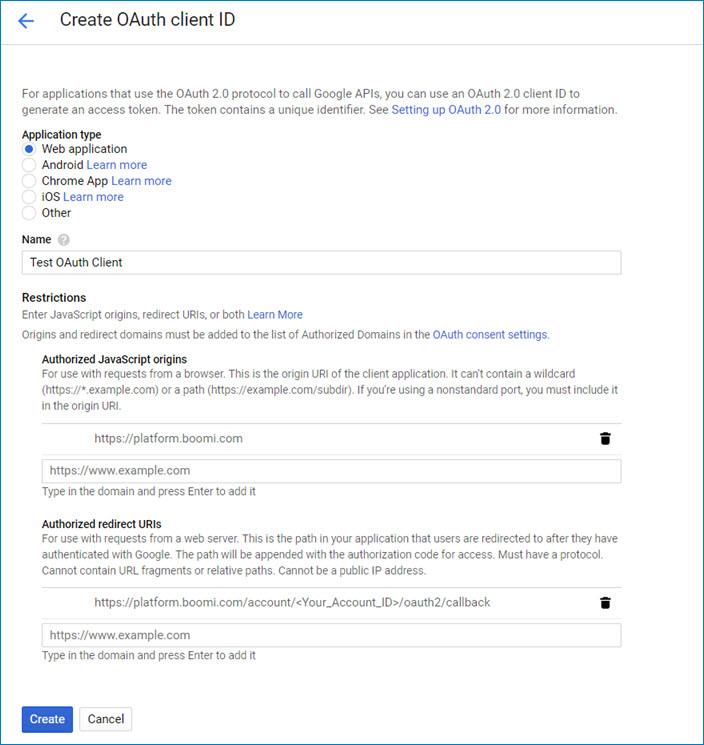 Create OAuth client ID
For applications that use the OAuth 2.0 protocol to call Google APIs, you can use an OAuth 2.0 client ID to
generate an access token. The token contains a unique identifier. See Setting up OAuth 2.0 for more information.
Application type
Web application
Android Learn more
Chrome App Learn more
iOS Learn more
Other
Name ?
Test OAuth Client
Restrictions
Enter JavaScript origins, redirect URIs, or both Learn More
Origins and redirect domains must be added to the list of Authorized Domains in the OAuth consent settings.
Authorized JavaScript origins
For use with requests from a browser. This is the origin URI of the client application. It can't contain a wildcard
(https://*.example.com) or a path (https://example.com/subdir). If you're using a nonstandard port, you must include it
in the origin URI.
https://platform.boomi.com
https://www.example.com
Type in the domain and press Enter to add it
Authorized redirect URIs
For use with requests from a web server. This is the path in your application that users are redirected to after they have
authenticated with Google. The path will be appended with the authorization code for access. Must have a protocol.
Cannot contain URL fragments or relative paths. Cannot be a public IP address.
https://platform.boomi.com/account/<Your_Account_ID>/oauth2/callback
https://www.example.com
Type in the domain and press Enter to add it
Create Cancel